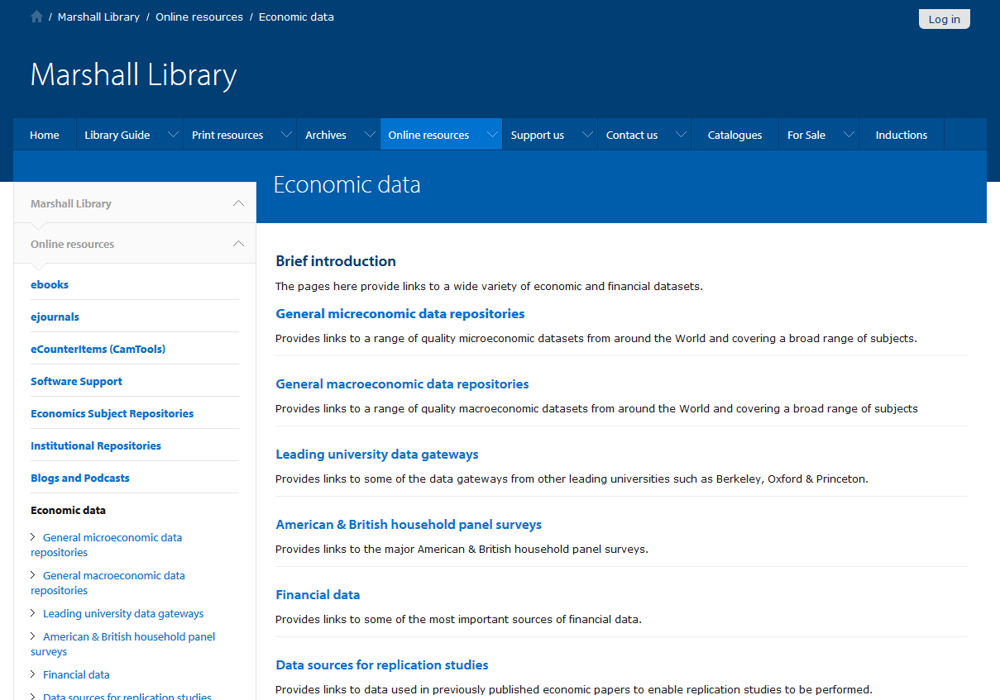 / Marshall Library / Online resources / Economic data
Log in
Marshall Library
Home Library Guide Print resources Archives Online resources Support us Contact us Catalogues For Sale Inductions
Economic data
Marshall Library
Online resources
ebooks
ejournals
eCounterItems (CamTools)
Software Support
Economics Subject Repositories
Institutional Repositories
Blogs and Podcasts
Economic data
General microeconomic data
repositories
General macroeconomic data
repositories
Leading university data gateways
American & British household panel
surveys
Financial data
Data sources for replication studies
Brief introduction
The pages here provide links to a wide variety of economic and financial datasets.
General micreconomic data repositories
Provides links to a range of quality microeconomic datasets from around the World and covering a broad range of subjects.
General macroeconomic data repositories
Provides links to a range of quality macroeconomic datasets from around the World and covering a broad range of subjects
Leading university data gateways
Provides links to some of the data gateways from other leading universities such as Berkeley, Oxford & Princeton.
American & British household panel surveys
Provides links to the major American & British household panel surveys.
Financial data
Provides links to some of the most important sources of financial data.
Data sources for replication studies
Provides links to data used in previously published economic papers to enable replication studies to be performed.